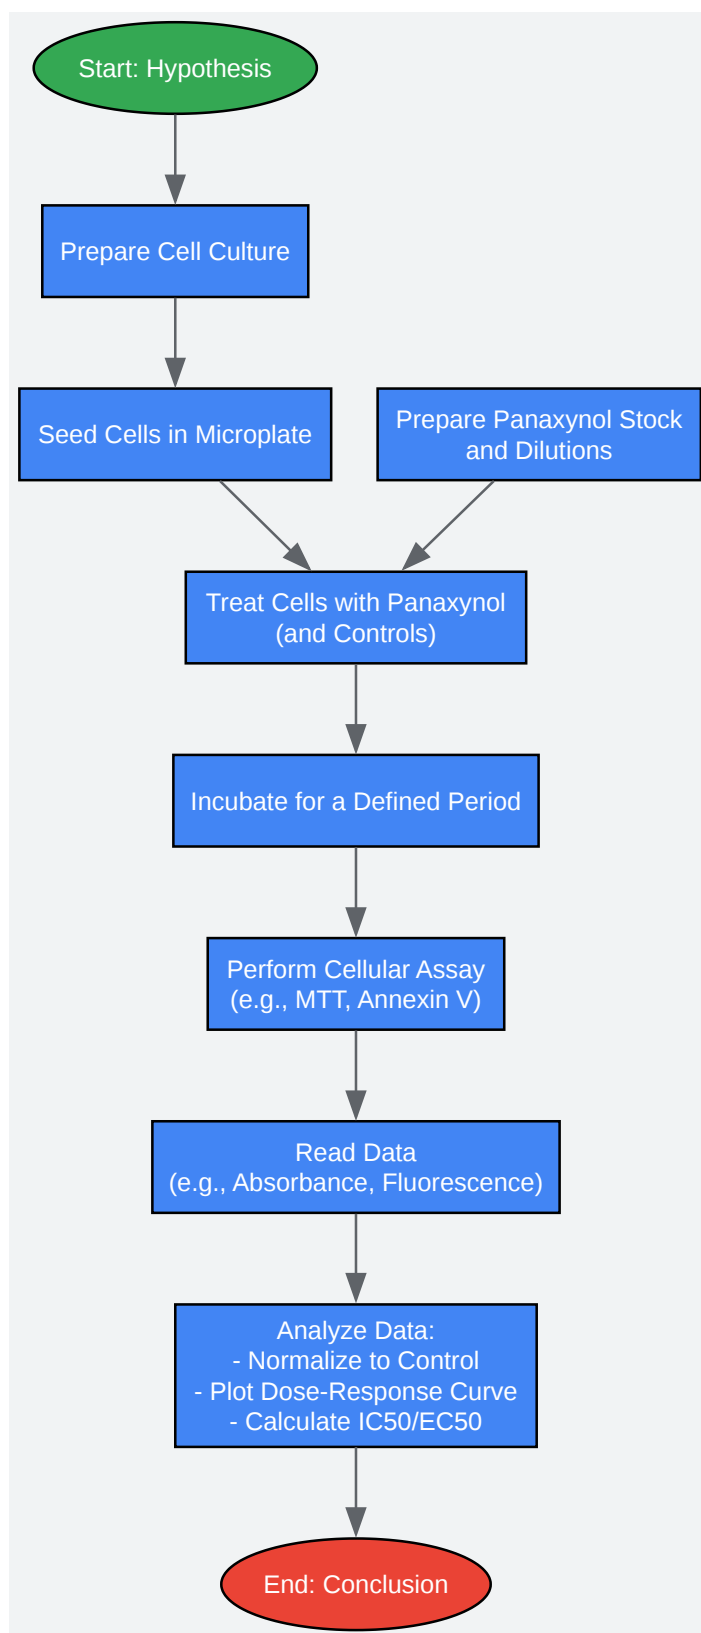 Start: Hypothesis
Prepare Cell Culture
Seed Cells in Microplate
Prepare Panaxynol Stock
and Dilutions
Treat Cells with Panaxynol
(and Controls)
Incubate for a Defined Period
Perform Cellular Assay
(e.g., MTT, Annexin V)
Read Data
(e.g., Absorbance, Fluorescence)
Analyze Data:
- Normalize to Control
- Plot Dose-Response Curve
- Calculate IC50/EC50
End: Conclusion